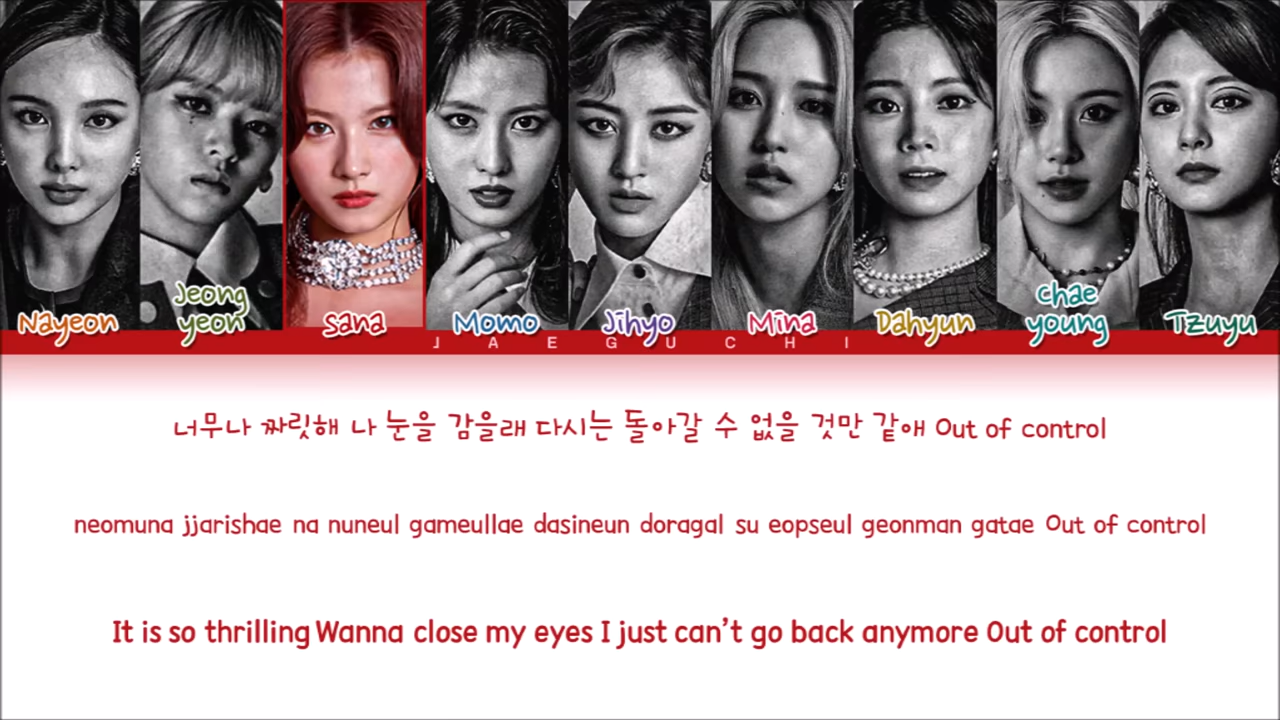 Nayeon
Jeong
yeon
Sana
Momo
Jihyo
Mina
Dahyun
Chae
young
Tzuyu
J A E G U C H I
너무나 짜릿해 나 눈을 감을래 다시는 돌아갈 수 없을 것만 같애 Out of control
neomuna jjarishae na nuneul gameullae dasineun doragal su eopseul geonman gatae Out of control
It is so thrilling Wanna close my eyes I just can't go back anymore Out of control